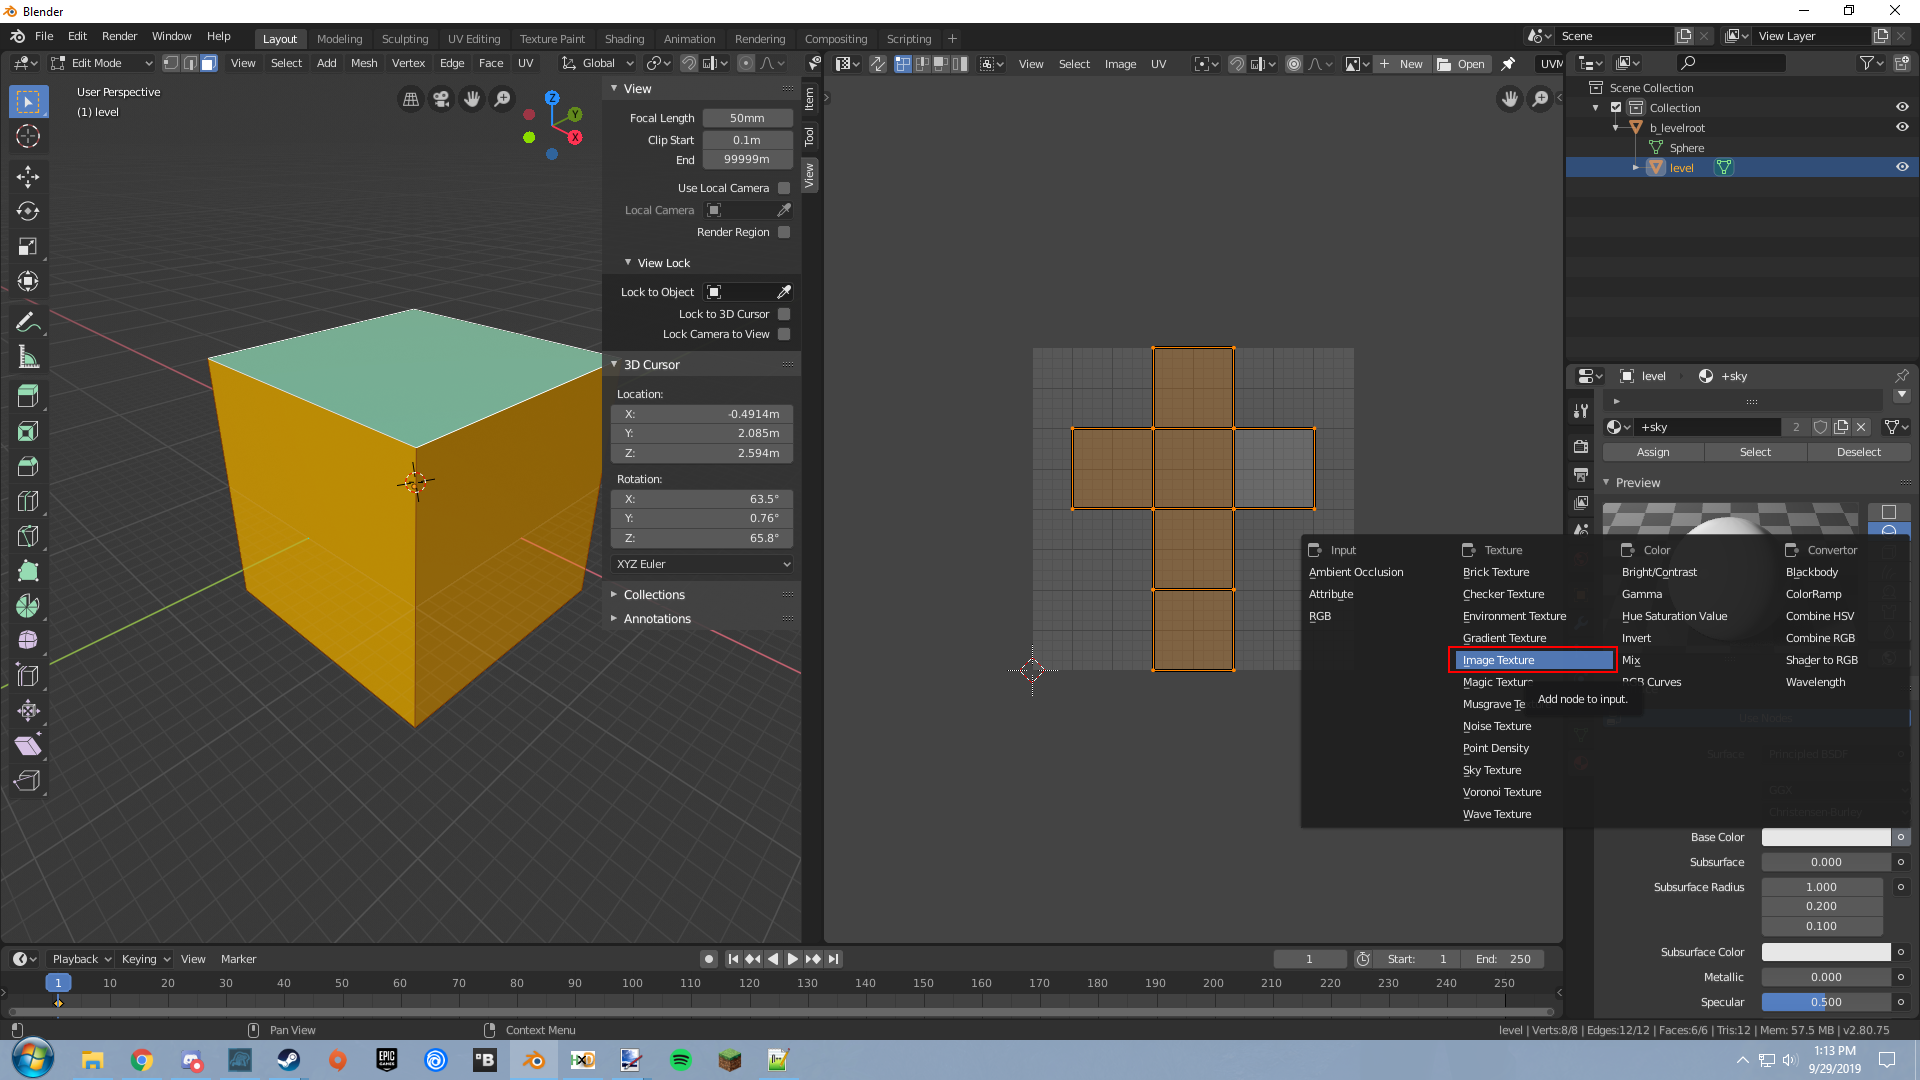 Blender
File Edit Render Window Help
Layout Modeling Sculpting UV Editing Texture Paint Shading Animation Rendering Compositing Scripting
Scene
View Layer
Edit Mode
View Select Add Mesh Vertex Edge Face UV
Global
View Select Image UV
New
Open
UVM
User Perspective
(1) level
Z
Y
X
View
Focal Length 50mm
Clip Start 0.1m
End 99999m
Use Local Camera
Local Camera
Render Region
View Lock
Lock to Object
Lock to 3D Cursor
Lock Camera to View
3D Cursor
Location:
X: -0.4914m
Y: 2.085m
Z: 2.594m
Rotation:
X: 63.5°
Y: 0.76°
Z: 65.8°
XYZ Euler
Collections
Annotations
Item
Tool
View
Scene Collection
Collection
b_levelroot
Sphere
level
level +sky
+sky 2
Assign Select Deselect
Preview
Input Texture Color Convertor
Ambient Occlusion Brick Texture Bright/Contrast Blackbody
Attribute Checker Texture Gamma ColorRamp
RGB Environment Texture Hue Saturation Value Combine HSV
Gradient Texture Invert Combine RGB
Image Texture Mix Shader to RGB
Magic Texture RGB Curves Wavelength
Musgrave Te
Add node to input.
Noise Texture
Point Density
Sky Texture
Voronoi Texture
Wave Texture
Use Nodes
Surface Principled BSDF
GGX
Christensen-Burley
Base Color
Subsurface 0.000
Subsurface Radius 1.000
0.200
0.100
Subsurface Color
Metallic 0.000
Specular 0.500
Playback Keying View Marker
1 Start: 1 End: 250
1 10 20 30 40 50 60 70 80 90 100 110 120 130 140 150 160 170 180 190 200 210 220 230 240 250
Pan View
Context Menu
level | Verts:8/8 | Edges:12/12 | Faces:6/6 | Tris:12 | Mem: 57.5 MB | v2.80.75
EPIC GAMES
B
1:13 PM
9/29/2019